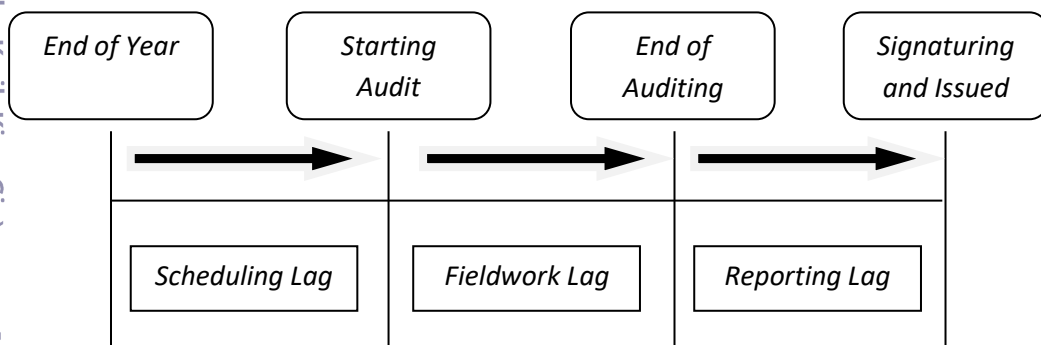 End of Year
Starting
Audit
End of
Auditing
Signaturing
and Issued
Scheduling Lag
Fieldwork Lag
Reporting Lag